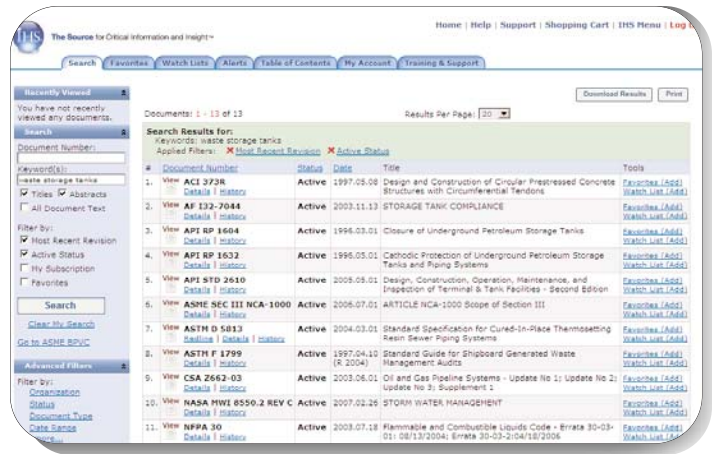 Home | Help | Support | Shopping Cart | IHS Menu | Log
IHS The Source for Critical Information and Insight™
Search Favorites Watch Lists Alerts Table of Contents My Account Training & Support
Recently Viewed
You have not recently
viewed any documents.
Search
Document Number:
Keyword(s):
waste storage tanks
Titles Abstracts
All Document Text
Filter by:
Most Recent Revision
Active Status
My Subscription
Favorites
Search
Clear My Search
Go to ASME BPVC
Advanced Filters
Filter by:
Organization
Status
Document Type
Date Range
more...
Download Results Print
Documents: 1 - 13 of 13 Results Per Page: 20
Search Results for:
Keywords: waste storage tanks
Applied Filters: Most Recent Revision Active Status
# Document Number Status Date Title Tools
1. View ACI 373R Active 1997.05.08 Design and Construction of Circular Prestressed Concrete Favorites (Add)
Details | History Structures with Circumferential Tendons Watch List (Add)
2. View AF I32-7044 Active 2003.11.13 STORAGE TANK COMPLIANCE Favorites (Add)
Details | History Watch List (Add)
3. View API RP 1604 Active 1996.03.01 Closure of Underground Petroleum Storage Tanks Favorites (Add)
Details | History Watch List (Add)
4. View API RP 1632 Active 1996.05.01 Cathodic Protection of Underground Petroleum Storage Favorites (Add)
Details | History Tanks and Piping Systems Watch List (Add)
5. View API STD 2610 Active 2005.05.01 Design, Construction, Operation, Maintenance, and Favorites (Add)
Details | History Inspection of Terminal & Tank Facilities - Second Edition Watch List (Add)
6. View ASME SEC III NCA-1000 Active 2006.07.01 ARTICLE NCA-1000 Scope of Section III Favorites (Add)
Details | History Watch List (Add)
7. View ASTM D 5813 Active 2004.03.01 Standard Specification for Cured-In-Place Thermosetting Favorites (Add)
Redline | Details | History Resin Sewer Piping Systems Watch List (Add)
8. View ASTM F 1799 Active 1997.04.10 Standard Guide for Shipboard Generated Waste Favorites (Add)
Details | History (R 2004) Management Audits Watch List (Add)
9. View CSA Z662-03 Active 2003.06.01 Oil and Gas Pipeline Systems - Update No 1; Update No 2; Favorites (Add)
Details | History Update No 3; Supplement 1 Watch List (Add)
10. View NASA MWI 8550.2 REV C Active 2007.02.26 STORM WATER MANAGEMENT Favorites (Add)
Details | History Watch List (Add)
11. View NFPA 30 Active 2003.07.18 Flammable and Combustible Liquids Code - Errata 30-03- Favorites (Add)
Details | History 01: 08/13/2004; Errata 30-03-2:04/18/2006 Watch List (Add)